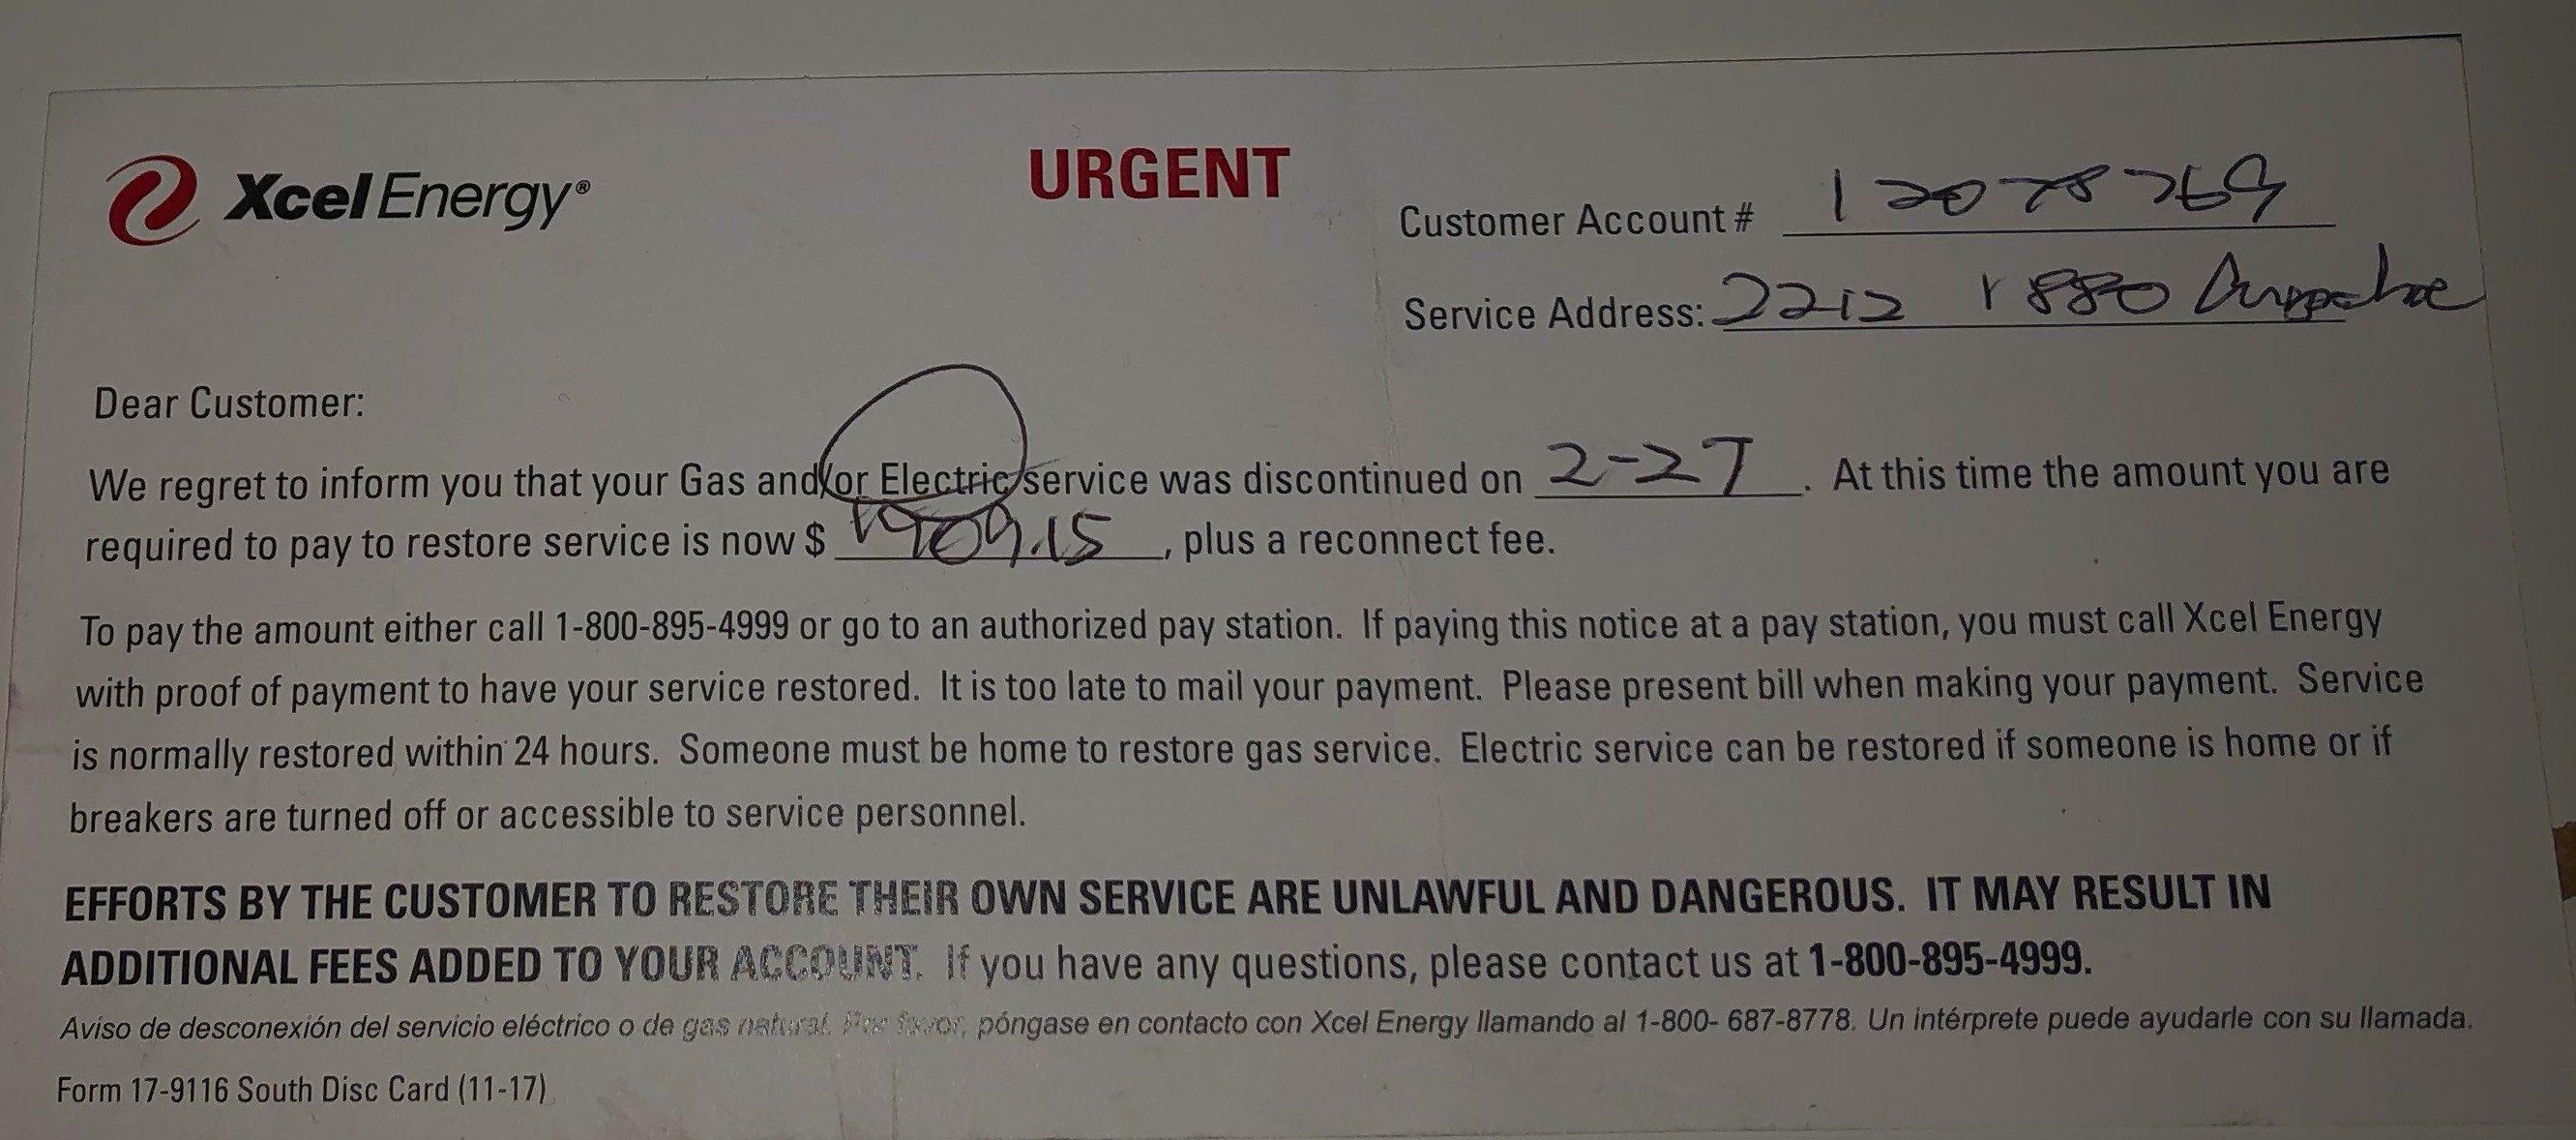 Xcel Energy®
URGENT
Customer Account # 12078769
Service Address: 2212 1880
Dear Customer:
We regret to inform you that your Gas and/or Electric service was discontinued on 2-27. At this time the amount you are
required to pay to restore service is now $ , plus a reconnect fee.
To pay the amount either call 1-800-895-4999 or go to an authorized pay station. If paying this notice at a pay station, you must call Xcel Energy
with proof of payment to have your service restored. It is too late to mail your payment. Please present bill when making your payment. Service
is normally restored within 24 hours. Someone must be home to restore gas service. Electric service can be restored if someone is home or if
breakers are turned off or accessible to service personnel.
EFFORTS BY THE CUSTOMER TO RESTORE THEIR OWN SERVICE ARE UNLAWFUL AND DANGEROUS. IT MAY RESULT IN
ADDITIONAL FEES ADDED TO YOUR ACCOUNT. If you have any questions, please contact us at 1-800-895-4999.
Aviso de desconexión del servicio eléctrico o de gas natural. Por favor, póngase en contacto con Xcel Energy llamando al 1-800- 687-8778. Un intérprete puede ayudarle con su llamada.
Form 17-9116 South Disc Card (11-17)